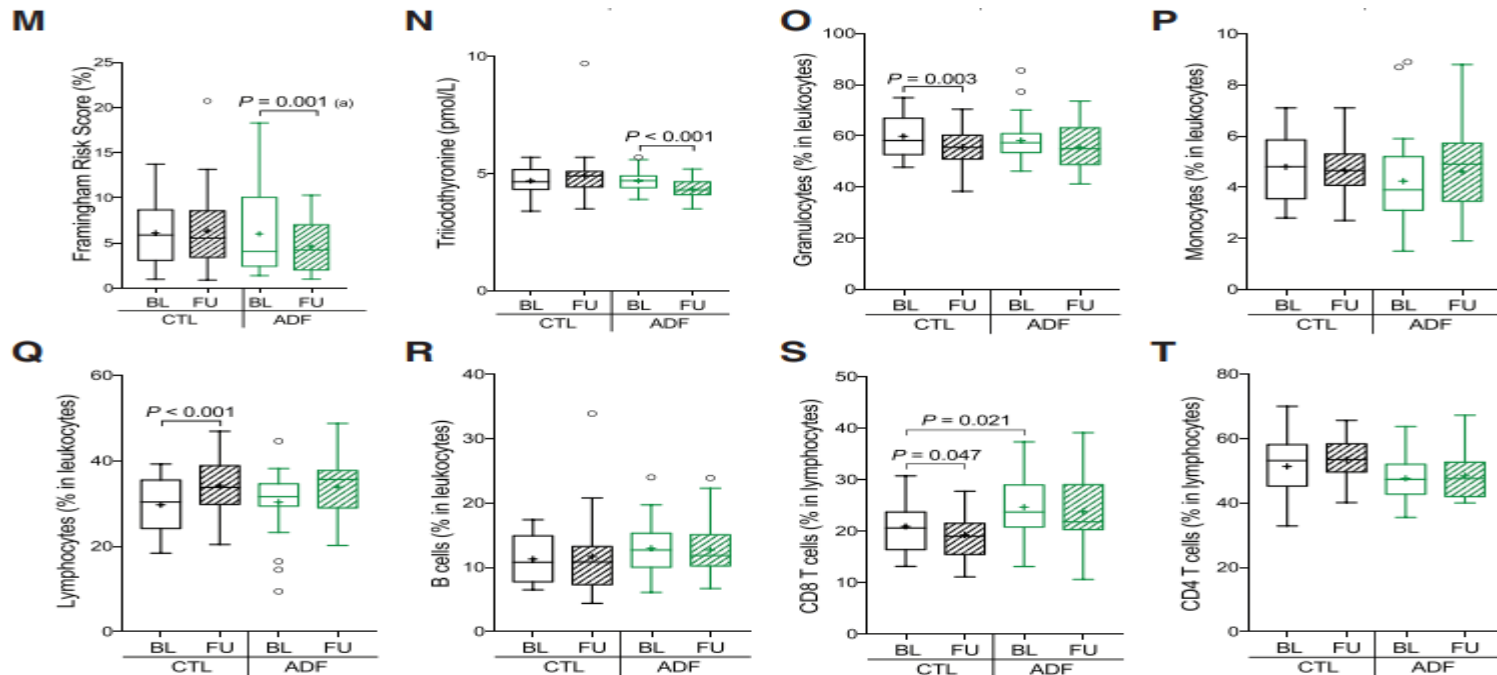 M
Framingham Risk Score (%)
25
20
15
10
5
0
P = 0.001 (a)
BL FU BL FU
CTL ADF
N
Triiodothyronine (pmol/L)
10
5
0
P < 0.001
BL FU BL FU
CTL ADF
O
Granulocytes (% in leukocytes)
100
80
60
40
20
0
P = 0.003
BL FU BL FU
CTL ADF
P
Monocytes (% in leukocytes)
10
8
6
4
2
0
BL FU BL FU
CTL ADF
Q
Lymphocytes (% in leukocytes)
60
40
20
0
P < 0.001
BL FU BL FU
CTL ADF
R
B cells (% in leukocytes)
40
30
20
10
0
BL FU BL FU
CTL ADF
S
CD8 T cells (% in lymphocytes)
50
40
30
20
10
0
P = 0.021
P = 0.047
BL FU BL FU
CTL ADF
T
CD4 T cells (% in lymphocytes)
80
60
40
20
0
BL FU BL FU
CTL ADF